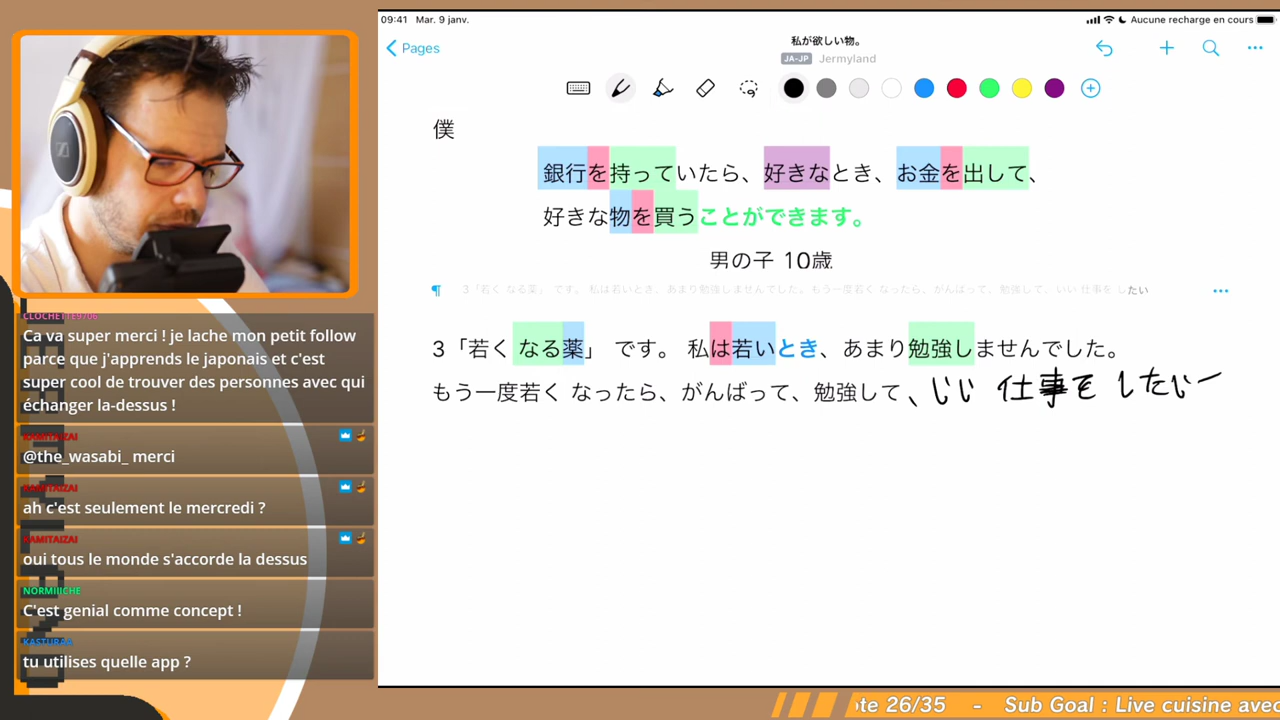 09:41 Mar. 9 janv.
Aucune recharge en cours
Pages
私が欲しい物。
JA-JP Jermyland
僕
銀行を持っていたら、好きなとき、お金を出して、
好きな物を買うことができます。
男の子 10歳
3「若く なる薬」 です。 私は若いとき、あまり勉強しませんでした。もう一度若く なったら、がんばって、勉強して、いい 仕事を したい
3「若く なる薬」 です。 私は若いとき、あまり勉強しませんでした。
もう一度若く なったら、がんばって、勉強して、いい 仕事を したい
CLOCHETTE9706
Ca va super merci ! je lache mon petit follow
parce que j'apprends le japonais et c'est
super cool de trouver des personnes avec qui
échanger la-dessus !
KAMITAIZAI
@the_wasabi_ merci
KAMITAIZAI
ah c'est seulement le mercredi ?
KAMITAIZAI
oui tous le monde s'accorde la dessus
NORMIIICHE
C'est genial comme concept !
tu utilises quelle app ?
te 26/35 - Sub Goal : Live cuisine avec